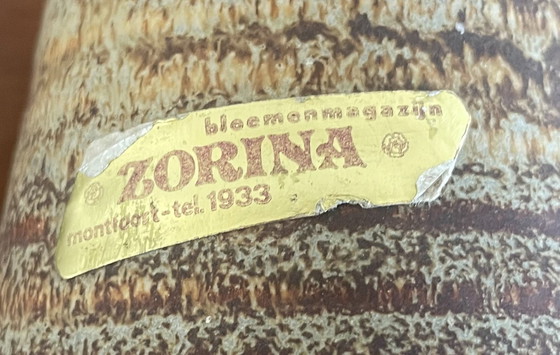 bloemenmagazijn
ZORINA
montfoort-tel. 1933